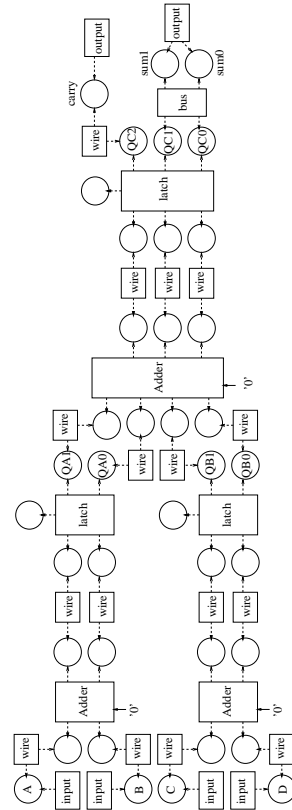 output
carry
wire
QC2
output
sum1
sum0
bus
QC1
QC0
latch
wire
wire
wire
Adder
'0'
wire
QA1
QA0
wire
wire
QB1
QB0
wire
latch
latch
wire
wire
wire
wire
Adder
'0'
Adder
'0'
wire
wire
wire
wire
A
input
input
B
C
input
input
D